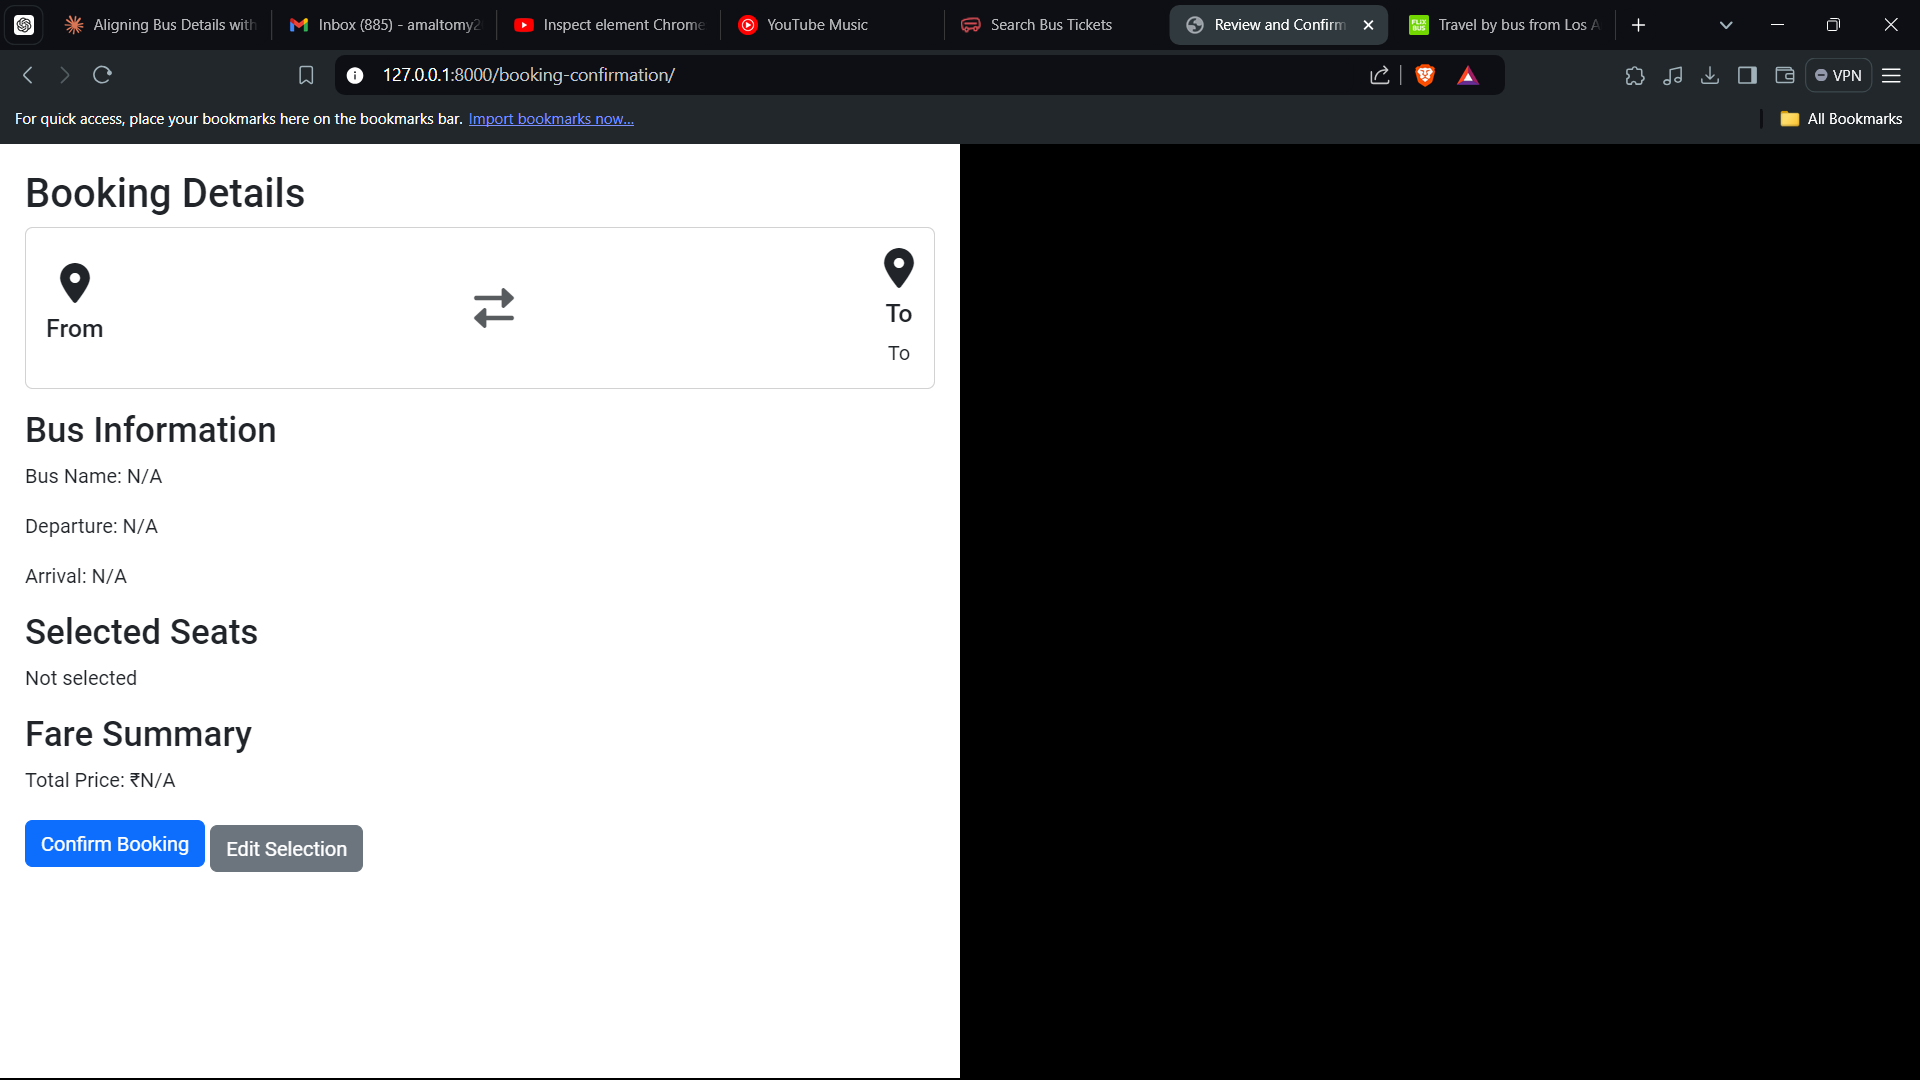 Aligning Bus Details with
Inbox (885) - amaltomy2
Inspect element Chrome
YouTube Music
Search Bus Tickets
Review and Confirm
FLIX BUS
Travel by bus from Los A
127.0.0.1:8000/booking-confirmation/
VPN
For quick access, place your bookmarks here on the bookmarks bar. Import bookmarks now...
All Bookmarks
Booking Details
From
To
To
Bus Information
Bus Name: N/A
Departure: N/A
Arrival: N/A
Selected Seats
Not selected
Fare Summary
Total Price: ₹N/A
Confirm Booking
Edit Selection